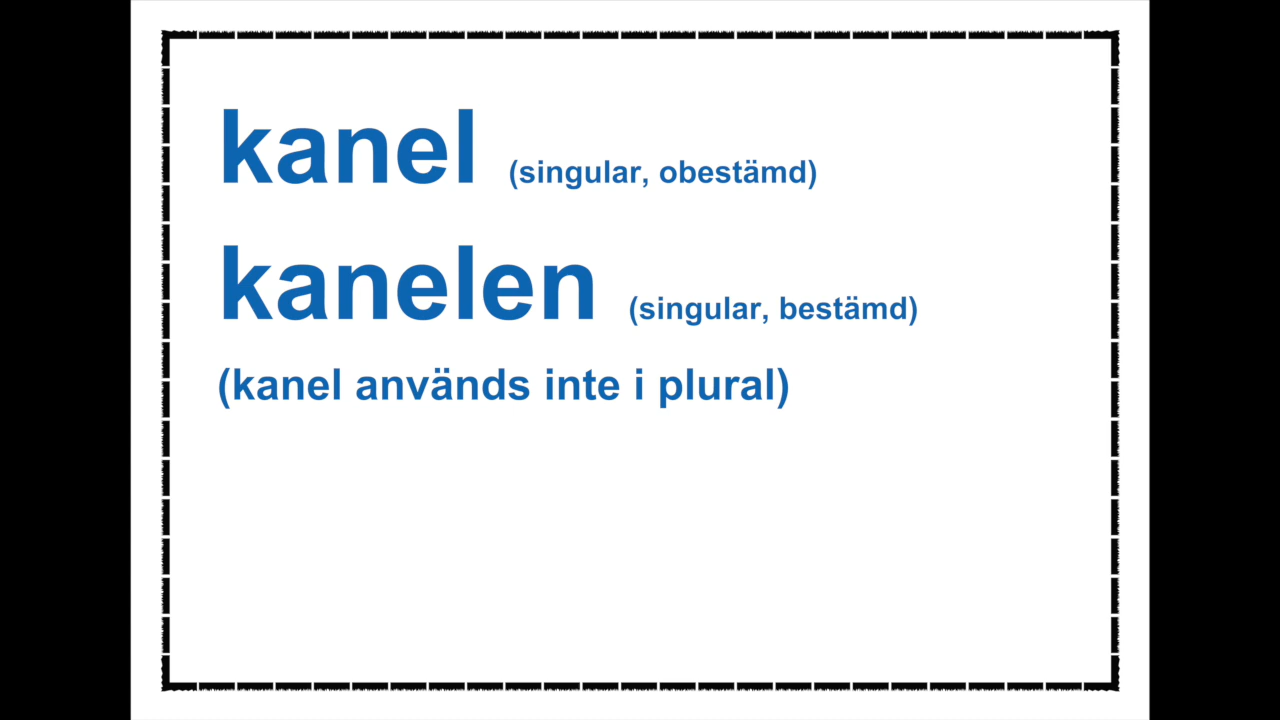 kanel (singular, obestämd)
kanelen (singular, bestämd)
(kanel används inte i plural)